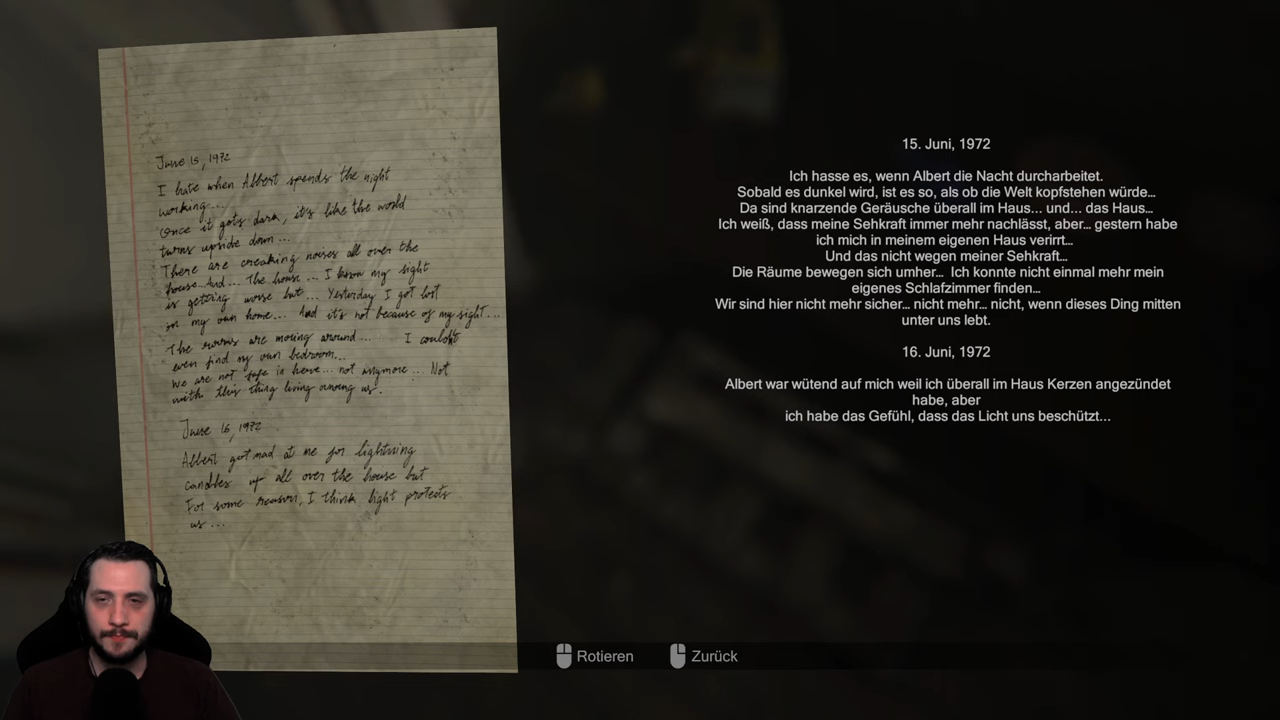 June 15, 1972
I hate when Albert spends the night
working...
Once it gets dark, it's like the world
turns upside down...
There are creaking noises all over the
house. And... The house... I know my sight
is getting worse but... Yesterday I got lost
in my own home... And it's not because of my sight...
The rooms are moving around... I couldn't
even find my own bedroom...
We are not safe in here... not anymore... Not
with this thing living among us.
June 16, 1972
Albert got mad at me for lightning
candles up all over the house but
For some reason, I think light protects
us...
15. Juni, 1972
Ich hasse es, wenn Albert die Nacht durcharbeitet.
Sobald es dunkel wird, ist es so, als ob die Welt kopfstehen würde...
Da sind knarzende Geräusche überall im Haus... und... das Haus...
Ich weiß, dass meine Sehkraft immer mehr nachlässt, aber... gestern habe
ich mich in meinem eigenen Haus verirrt...
Und das nicht wegen meiner Sehkraft...
Die Räume bewegen sich umher... Ich konnte nicht einmal mehr mein
eigenes Schlafzimmer finden...
Wir sind hier nicht mehr sicher... nicht mehr... nicht, wenn dieses Ding mitten
unter uns lebt.
16. Juni, 1972
Albert war wütend auf mich weil ich überall im Haus Kerzen angezündet
habe, aber
ich habe das Gefühl, dass das Licht uns beschützt...
Rotieren
Zurück